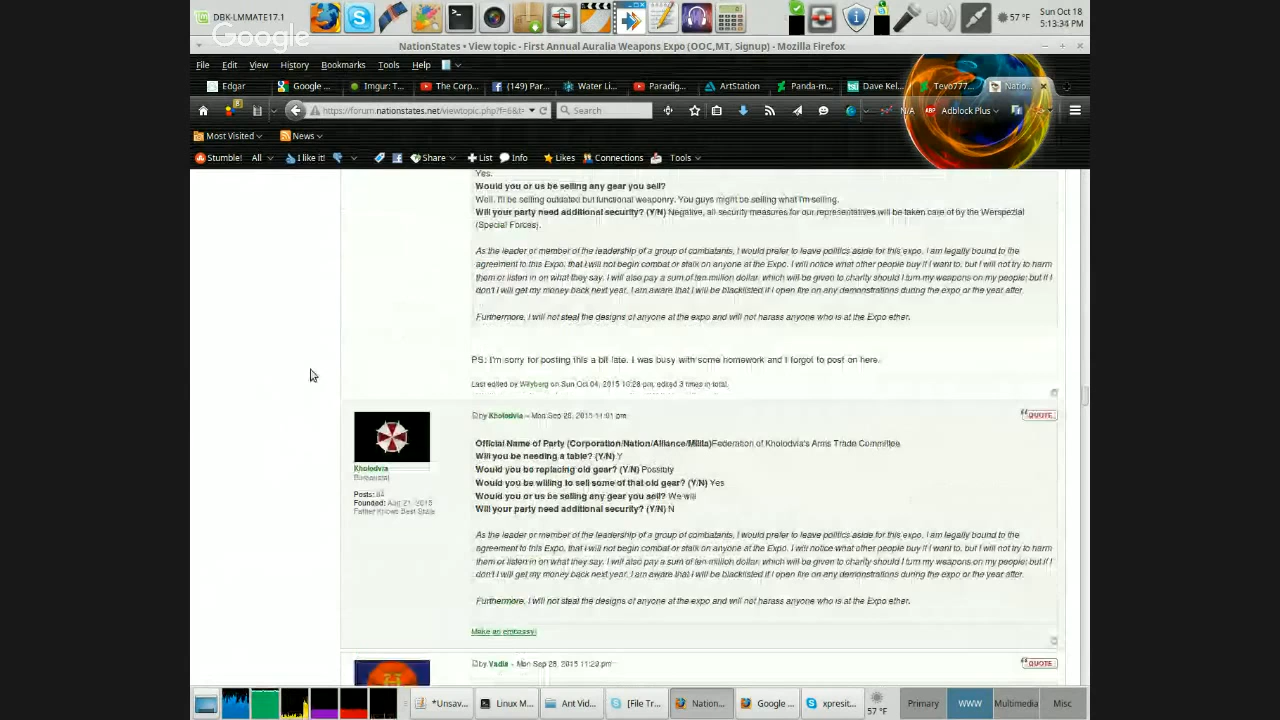 DBK-LMMATE17.1
57 °F
Sun Oct 18
5:13:34 PM
Google
NationStates • View topic - First Annual Auralia Weapons Expo (OOC,MT, Signup) - Mozilla Firefox
File Edit View History Bookmarks Tools Help
Edgar
Google ...
Imgur: T...
The Corp...
(149) Par...
Water Li...
Paradig...
ArtStation
Panda-m...
Dave Kel...
Tevo777...
Natio...
https://forum.nationstates.net/viewtopic.php?f=6&t=
Search
N/A
ABP Adblock Plus
Most Visited News
Stumble! All I like it! Share List Info Likes Connections Tools
Yes.
Would you or us be selling any gear you sell?
Well. I'll be selling outdated but functional weaponry. You guys might be selling what I'm selling.
Will your party need additional security? (Y/N) Negative, all security measures for our representatives will be taken care of by the Werspezial
(Special Forces).
As the leader or member of the leadership of a group of combatants, I would prefer to leave politics aside for this expo. I am legally bound to the
agreement to this Expo, that I will not begin combat or stalk on anyone at the Expo. I will notice what other people buy if I want to, but I will not try to harm
them or listen in on what they say. I will also pay a sum of ten million dollar, which will be given to charity should I turn my weapons on my people; but if I
don't I will get my money back next year. I am aware that I will be blacklisted if I open fire on any demonstrations during the expo or the year after.
Furthermore, I will not steal the designs of anyone at the expo and will not harass anyone who is at the Expo ether.
PS: I'm sorry for posting this a bit late. I was busy with some homework and I forgot to post on here.
Last edited by Wilyberg on Sun Oct 04, 2015 10:28 pm, edited 3 times in total.
by Kholodvia » Mon Sep 28, 2015 11:01 pm
QUOTE
Kholodvia
Bureaucrat
Posts: 84
Founded: Aug 21, 2015
Father Knows Best State
Official Name of Party (Corporation/Nation/Alliance/Milita)Federation of Kholodvia's Arms Trade Committee
Will you be needing a table? (Y/N) Y
Would you be replacing old gear? (Y/N) Possibly
Would you be willing to sell some of that old gear? (Y/N) Yes
Would you or us be selling any gear you sell? We will
Will your party need additional security? (Y/N) N
As the leader or member of the leadership of a group of combatants, I would prefer to leave politics aside for this expo. I am legally bound to the
agreement to this Expo, that I will not begin combat or stalk on anyone at the Expo. I will notice what other people buy if I want to, but I will not try to harm
them or listen in on what they say. I will also pay a sum of ten million dollar, which will be given to charity should I turn my weapons on my people; but if I
don't I will get my money back next year. I am aware that I will be blacklisted if I open fire on any demonstrations during the expo or the year after.
Furthermore, I will not steal the designs of anyone at the expo and will not harass anyone who is at the Expo ether.
Make an embassy!
by Vadia » Mon Sep 28, 2015 11:20 pm
QUOTE
*Unsav...
Linux M...
Ant Vid...
[File Tr...
Nation...
Google ...
xpresit...
57 °F
Primary WWW Multimedia Misc